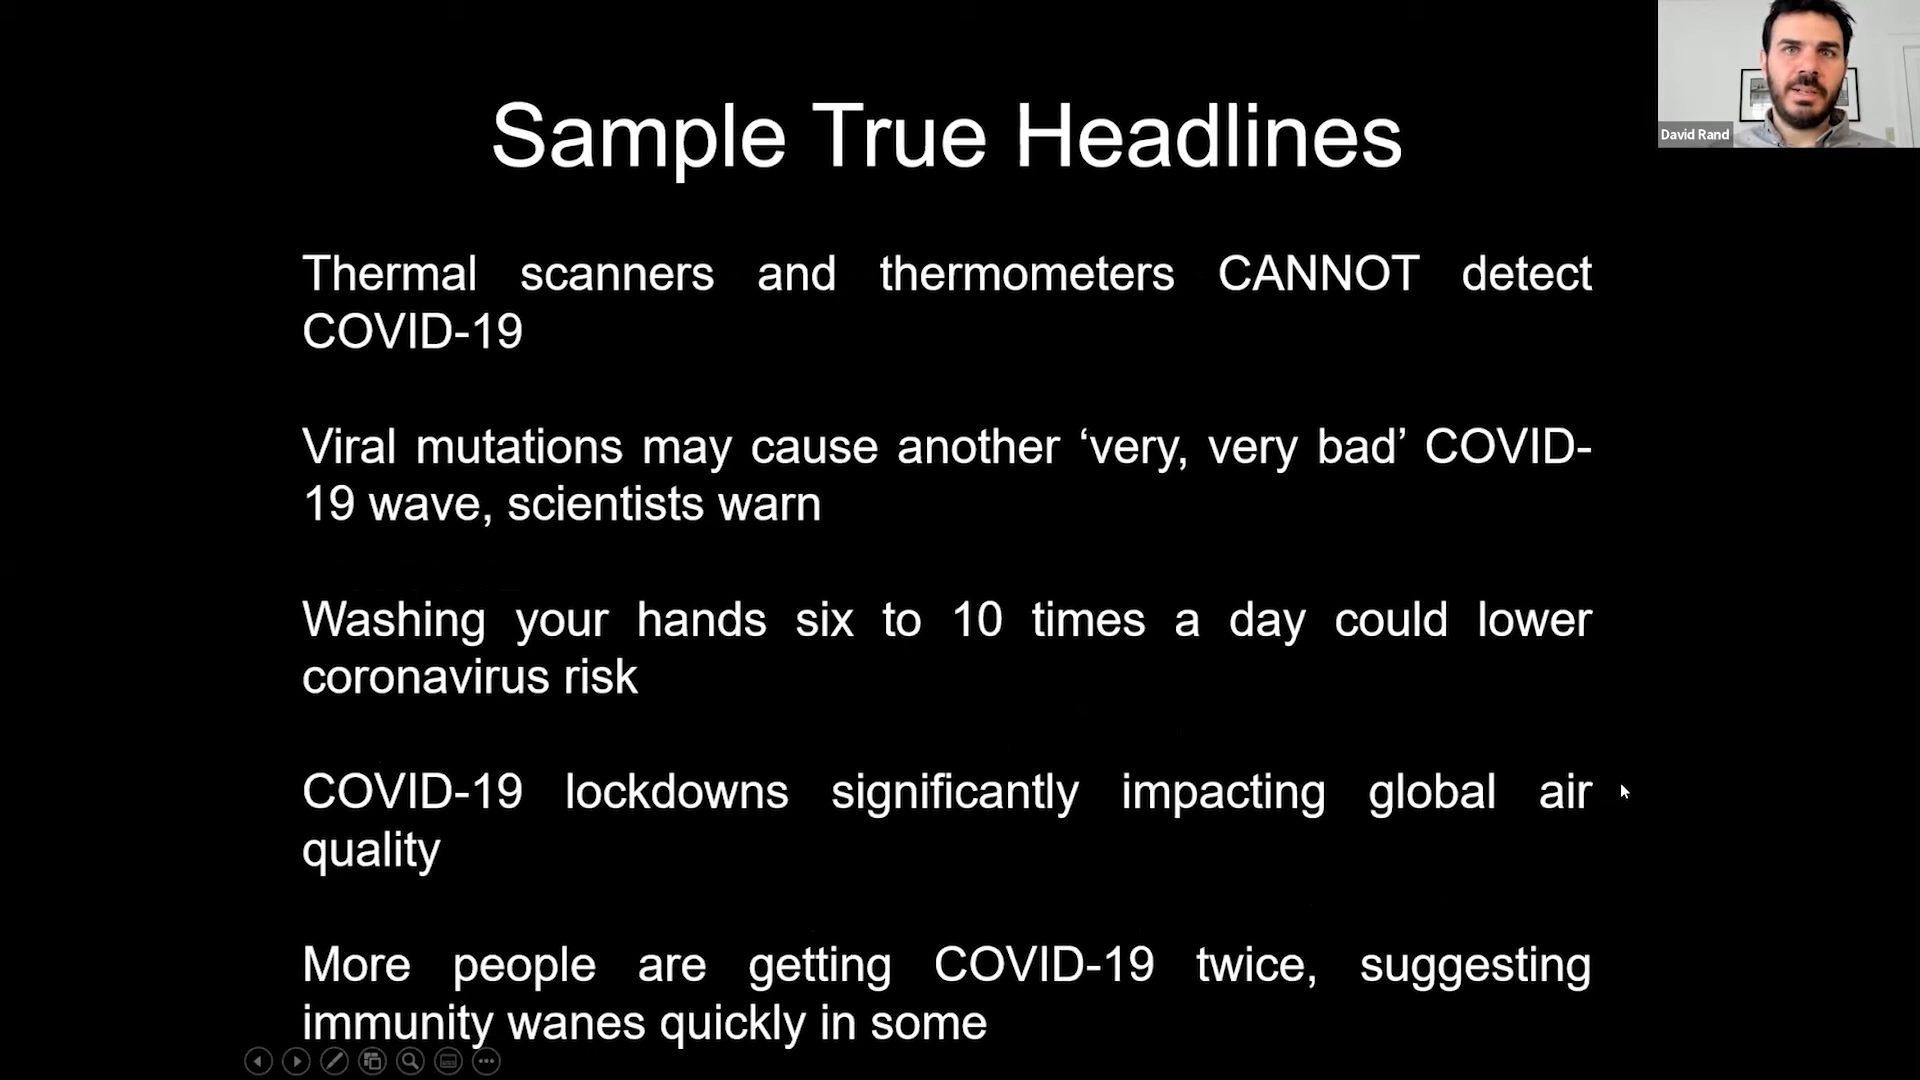 Sample True Headlines
David Rand
Thermal scanners and thermometers CANNOT detect
COVID-19
Viral mutations may cause another ‘very, very bad’ COVID-
19 wave, scientists warn
Washing your hands six to 10 times a day could lower
coronavirus risk
COVID-19 lockdowns significantly impacting global air
quality
More people are getting COVID-19 twice, suggesting
immunity wanes quickly in some